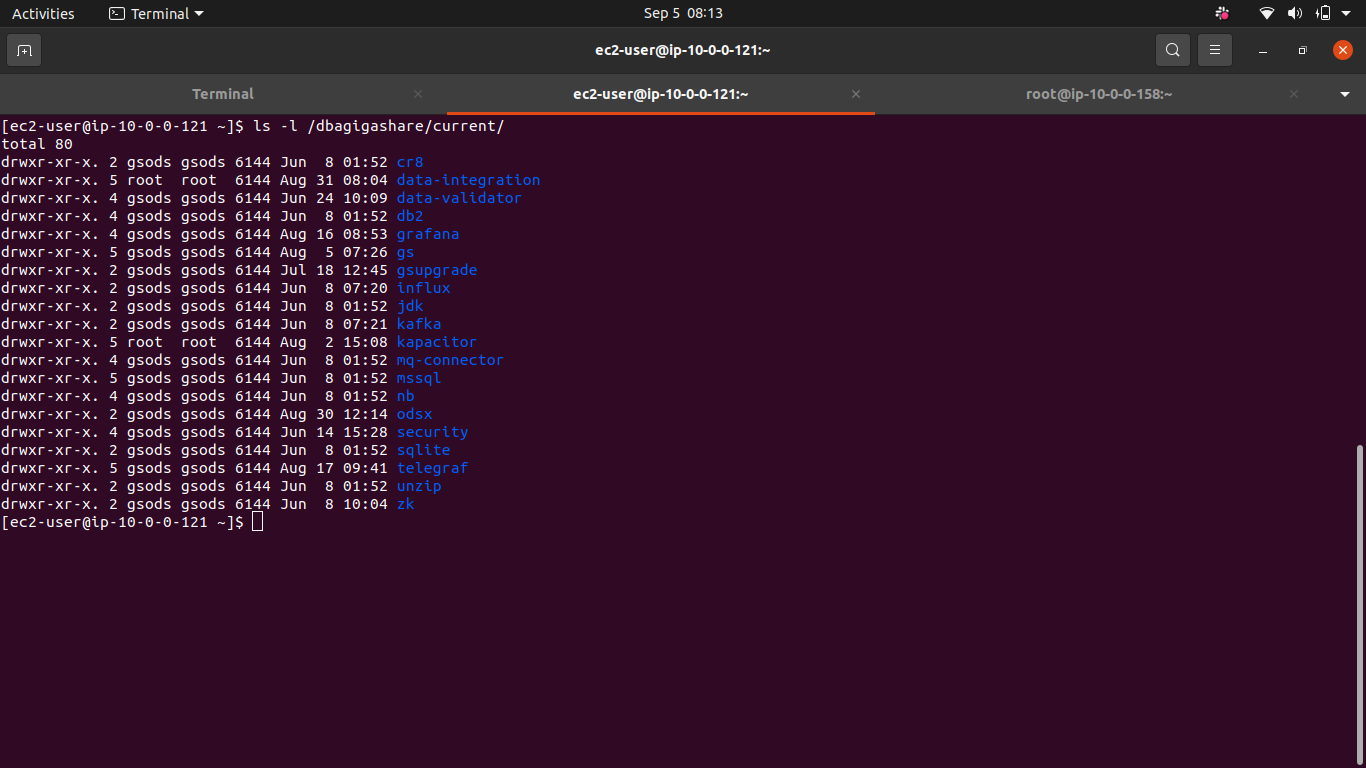 Activities Terminal Sep 5 08:13
ec2-user@ip-10-0-0-121:~
Terminal ec2-user@ip-10-0-0-121:~ root@ip-10-0-0-158:~
[ec2-user@ip-10-0-0-121 ~]$ ls -l /dbagigashare/current/
total 80
drwxr-xr-x. 2 gsods gsods 6144 Jun  8 01:52 cr8
drwxr-xr-x. 5 root  root  6144 Aug 31 08:04 data-integration
drwxr-xr-x. 4 gsods gsods 6144 Jun 24 10:09 data-validator
drwxr-xr-x. 4 gsods gsods 6144 Jun  8 01:52 db2
drwxr-xr-x. 4 gsods gsods 6144 Aug 16 08:53 grafana
drwxr-xr-x. 5 gsods gsods 6144 Aug  5 07:26 gs
drwxr-xr-x. 2 gsods gsods 6144 Jul 18 12:45 gsupgrade
drwxr-xr-x. 2 gsods gsods 6144 Jun  8 07:20 influx
drwxr-xr-x. 2 gsods gsods 6144 Jun  8 01:52 jdk
drwxr-xr-x. 2 gsods gsods 6144 Jun  8 07:21 kafka
drwxr-xr-x. 5 root  root  6144 Aug  2 15:08 kapacitor
drwxr-xr-x. 4 gsods gsods 6144 Jun  8 01:52 mq-connector
drwxr-xr-x. 5 gsods gsods 6144 Jun  8 01:52 mssql
drwxr-xr-x. 4 gsods gsods 6144 Jun  8 01:52 nb
drwxr-xr-x. 2 gsods gsods 6144 Aug 30 12:14 odsx
drwxr-xr-x. 4 gsods gsods 6144 Jun 14 15:28 security
drwxr-xr-x. 2 gsods gsods 6144 Jun  8 01:52 sqlite
drwxr-xr-x. 5 gsods gsods 6144 Aug 17 09:41 telegraf
drwxr-xr-x. 2 gsods gsods 6144 Jun  8 01:52 unzip
drwxr-xr-x. 2 gsods gsods 6144 Jun  8 10:04 zk
[ec2-user@ip-10-0-0-121 ~]$